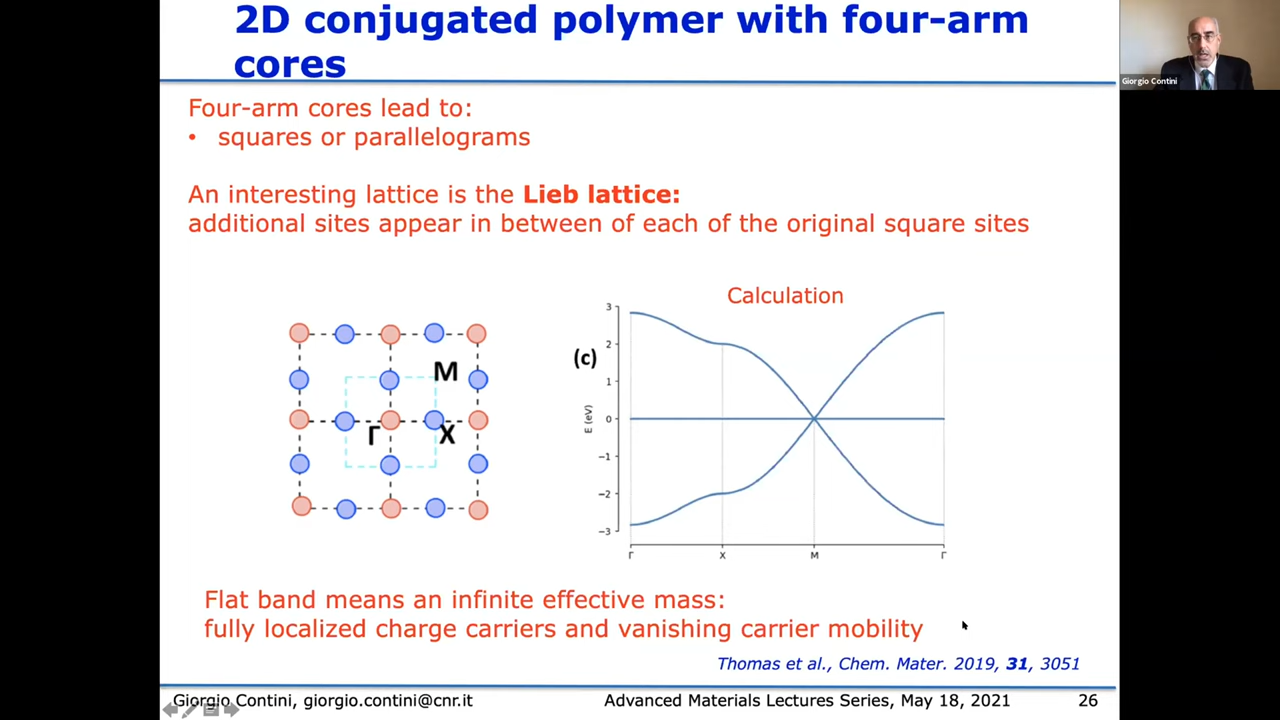 2D conjugated polymer with four-arm
cores
Giorgio Contini
Four-arm cores lead to:
• squares or parallelograms
An interesting lattice is the Lieb lattice:
additional sites appear in between of each of the original square sites
Calculation
(c)
3
2
1
0
−1
−2
−3
E (eV)
Γ
X
M
Γ
M
Γ
X
Flat band means an infinite effective mass:
fully localized charge carriers and vanishing carrier mobility
Thomas et al., Chem. Mater. 2019, 31, 3051
Giorgio Contini, giorgio.contini@cnr.it
Advanced Materials Lectures Series, May 18, 2021
26